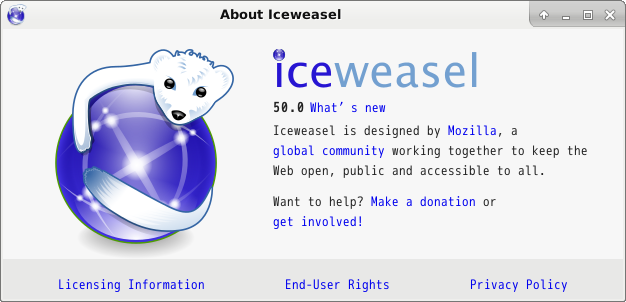 About Iceweasel
iceweasel
50.0 What's new
Iceweasel is designed by Mozilla, a
global community working together to keep the
Web open, public and accessible to all.
Want to help? Make a donation or
get involved!
Licensing Information End-User Rights Privacy Policy